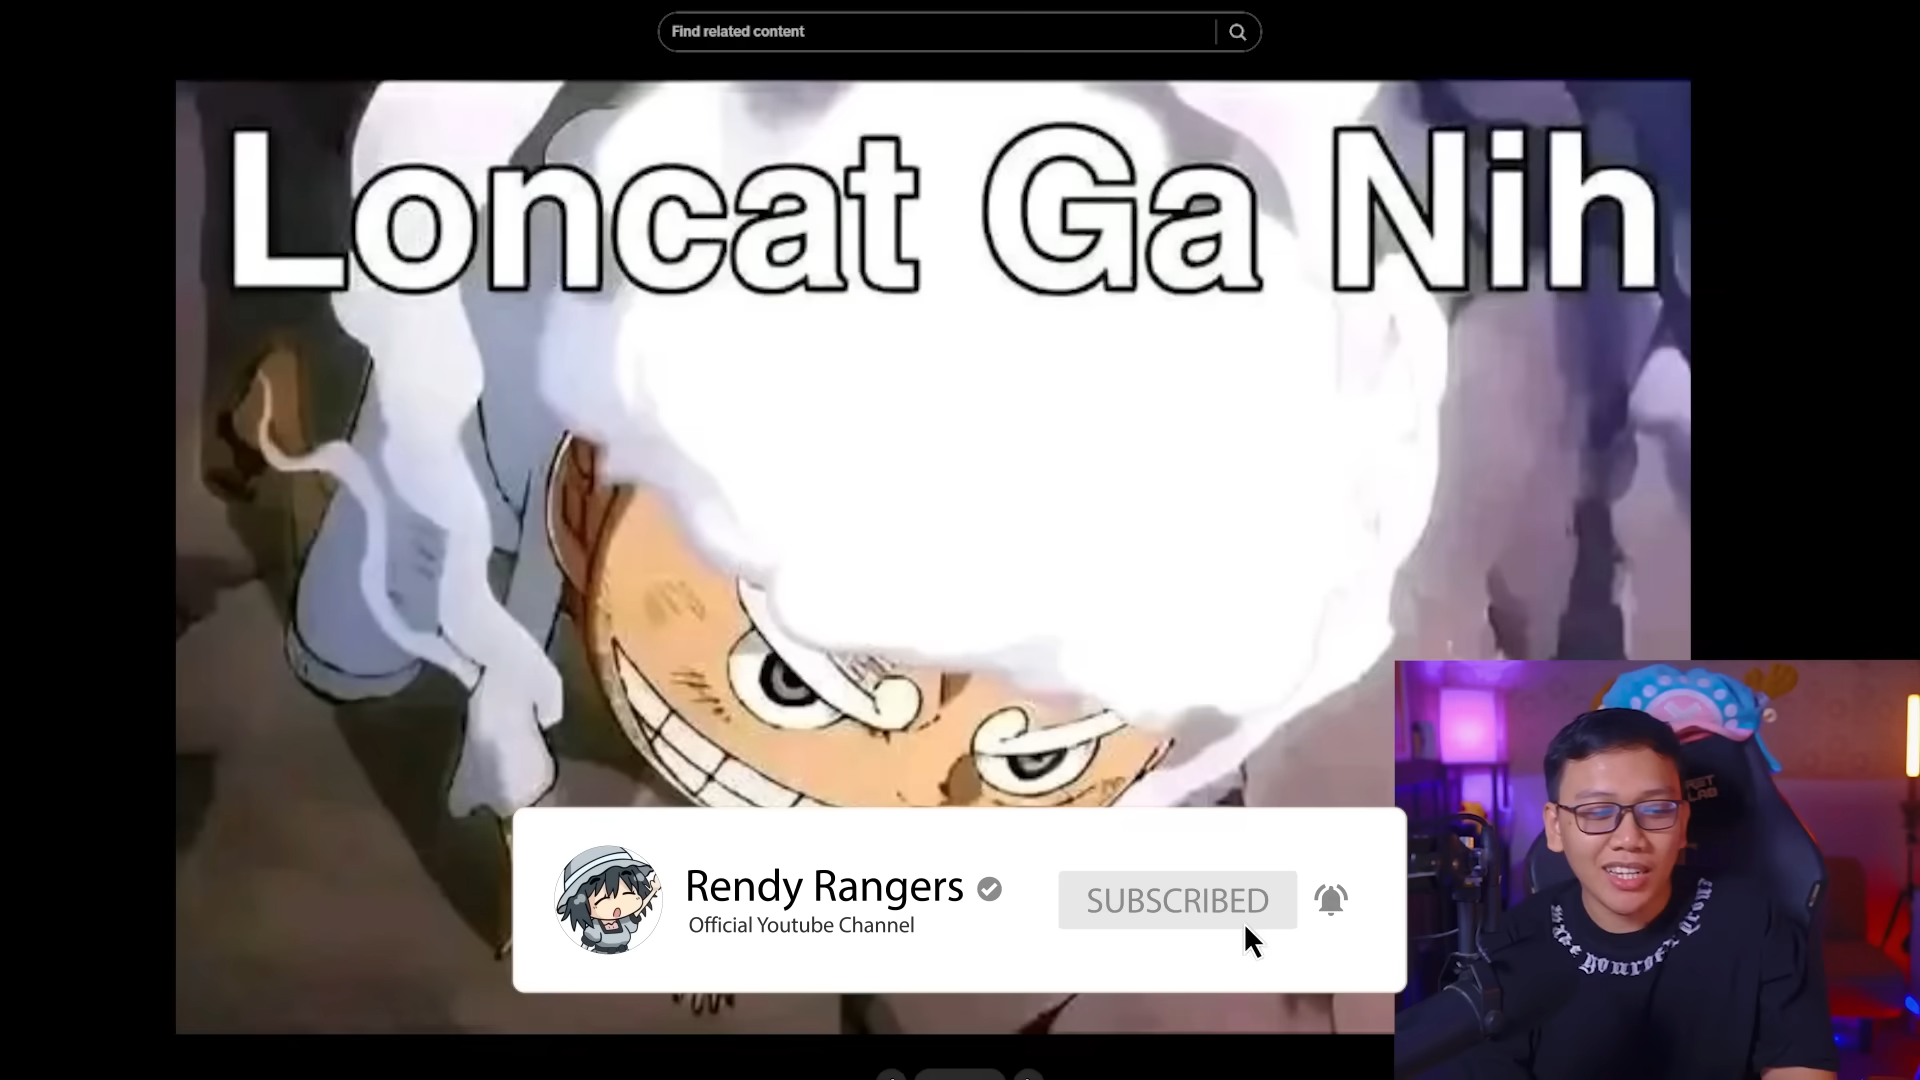 Find related content
Loncat Ga Nih
Rendy Rangers
Official Youtube Channel
SUBSCRIBED